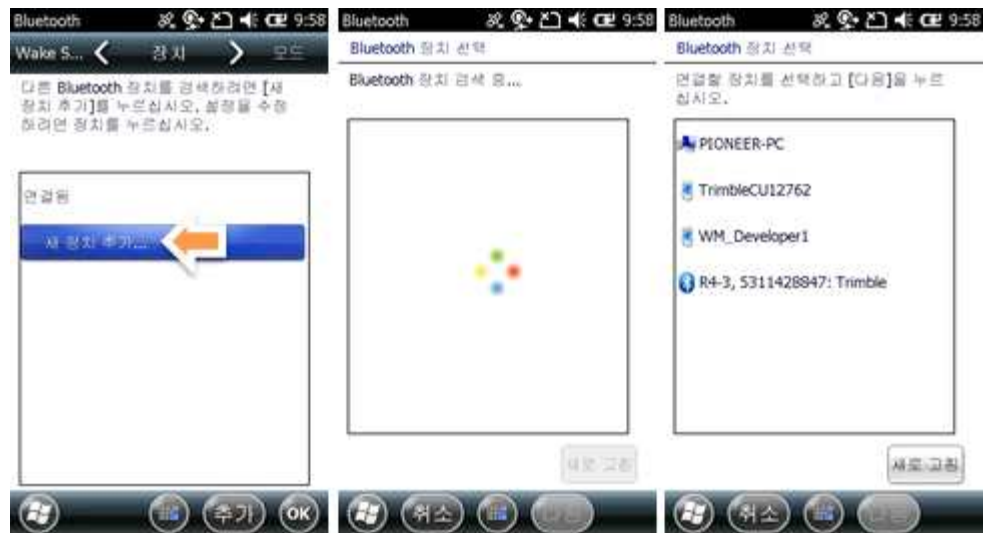 Bluetooth 9:58
Wake S... 장치 모드
다른 Bluetooth 장치를 검색하려면 [새
장치 추가]를 누르십시오. 설정을 수정
하려면 장치를 누르십시오.
연결됨
새 장치 추가...
추가 OK
Bluetooth 9:58
Bluetooth 장치 선택
Bluetooth 장치 검색 중...
새로 고침
취소 다음
Bluetooth 9:58
Bluetooth 장치 선택
연결할 장치를 선택하고 [다음]을 누르
십시오.
PIONEER-PC
TrimbleCU12762
WM_Developer1
R4-3, 5311428847: Trimble
새로 고침
취소 다음